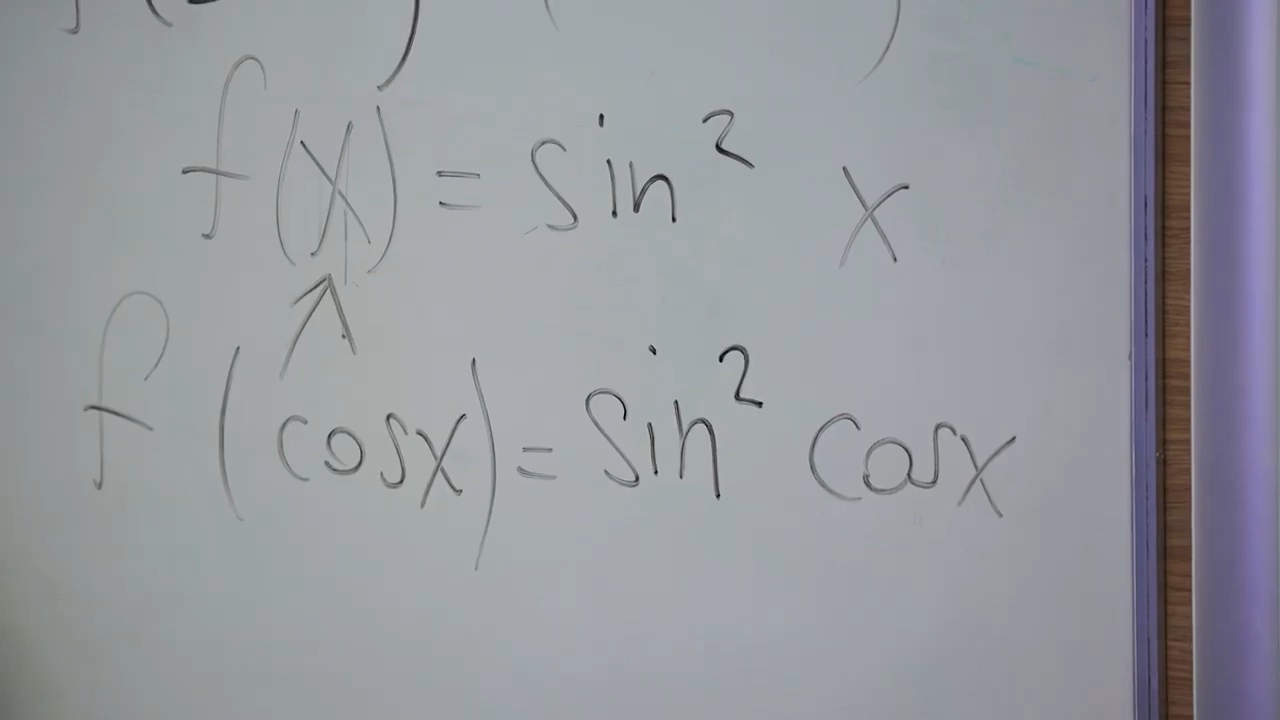 f(x) = sin² x
f(cosx) = sin² cosx